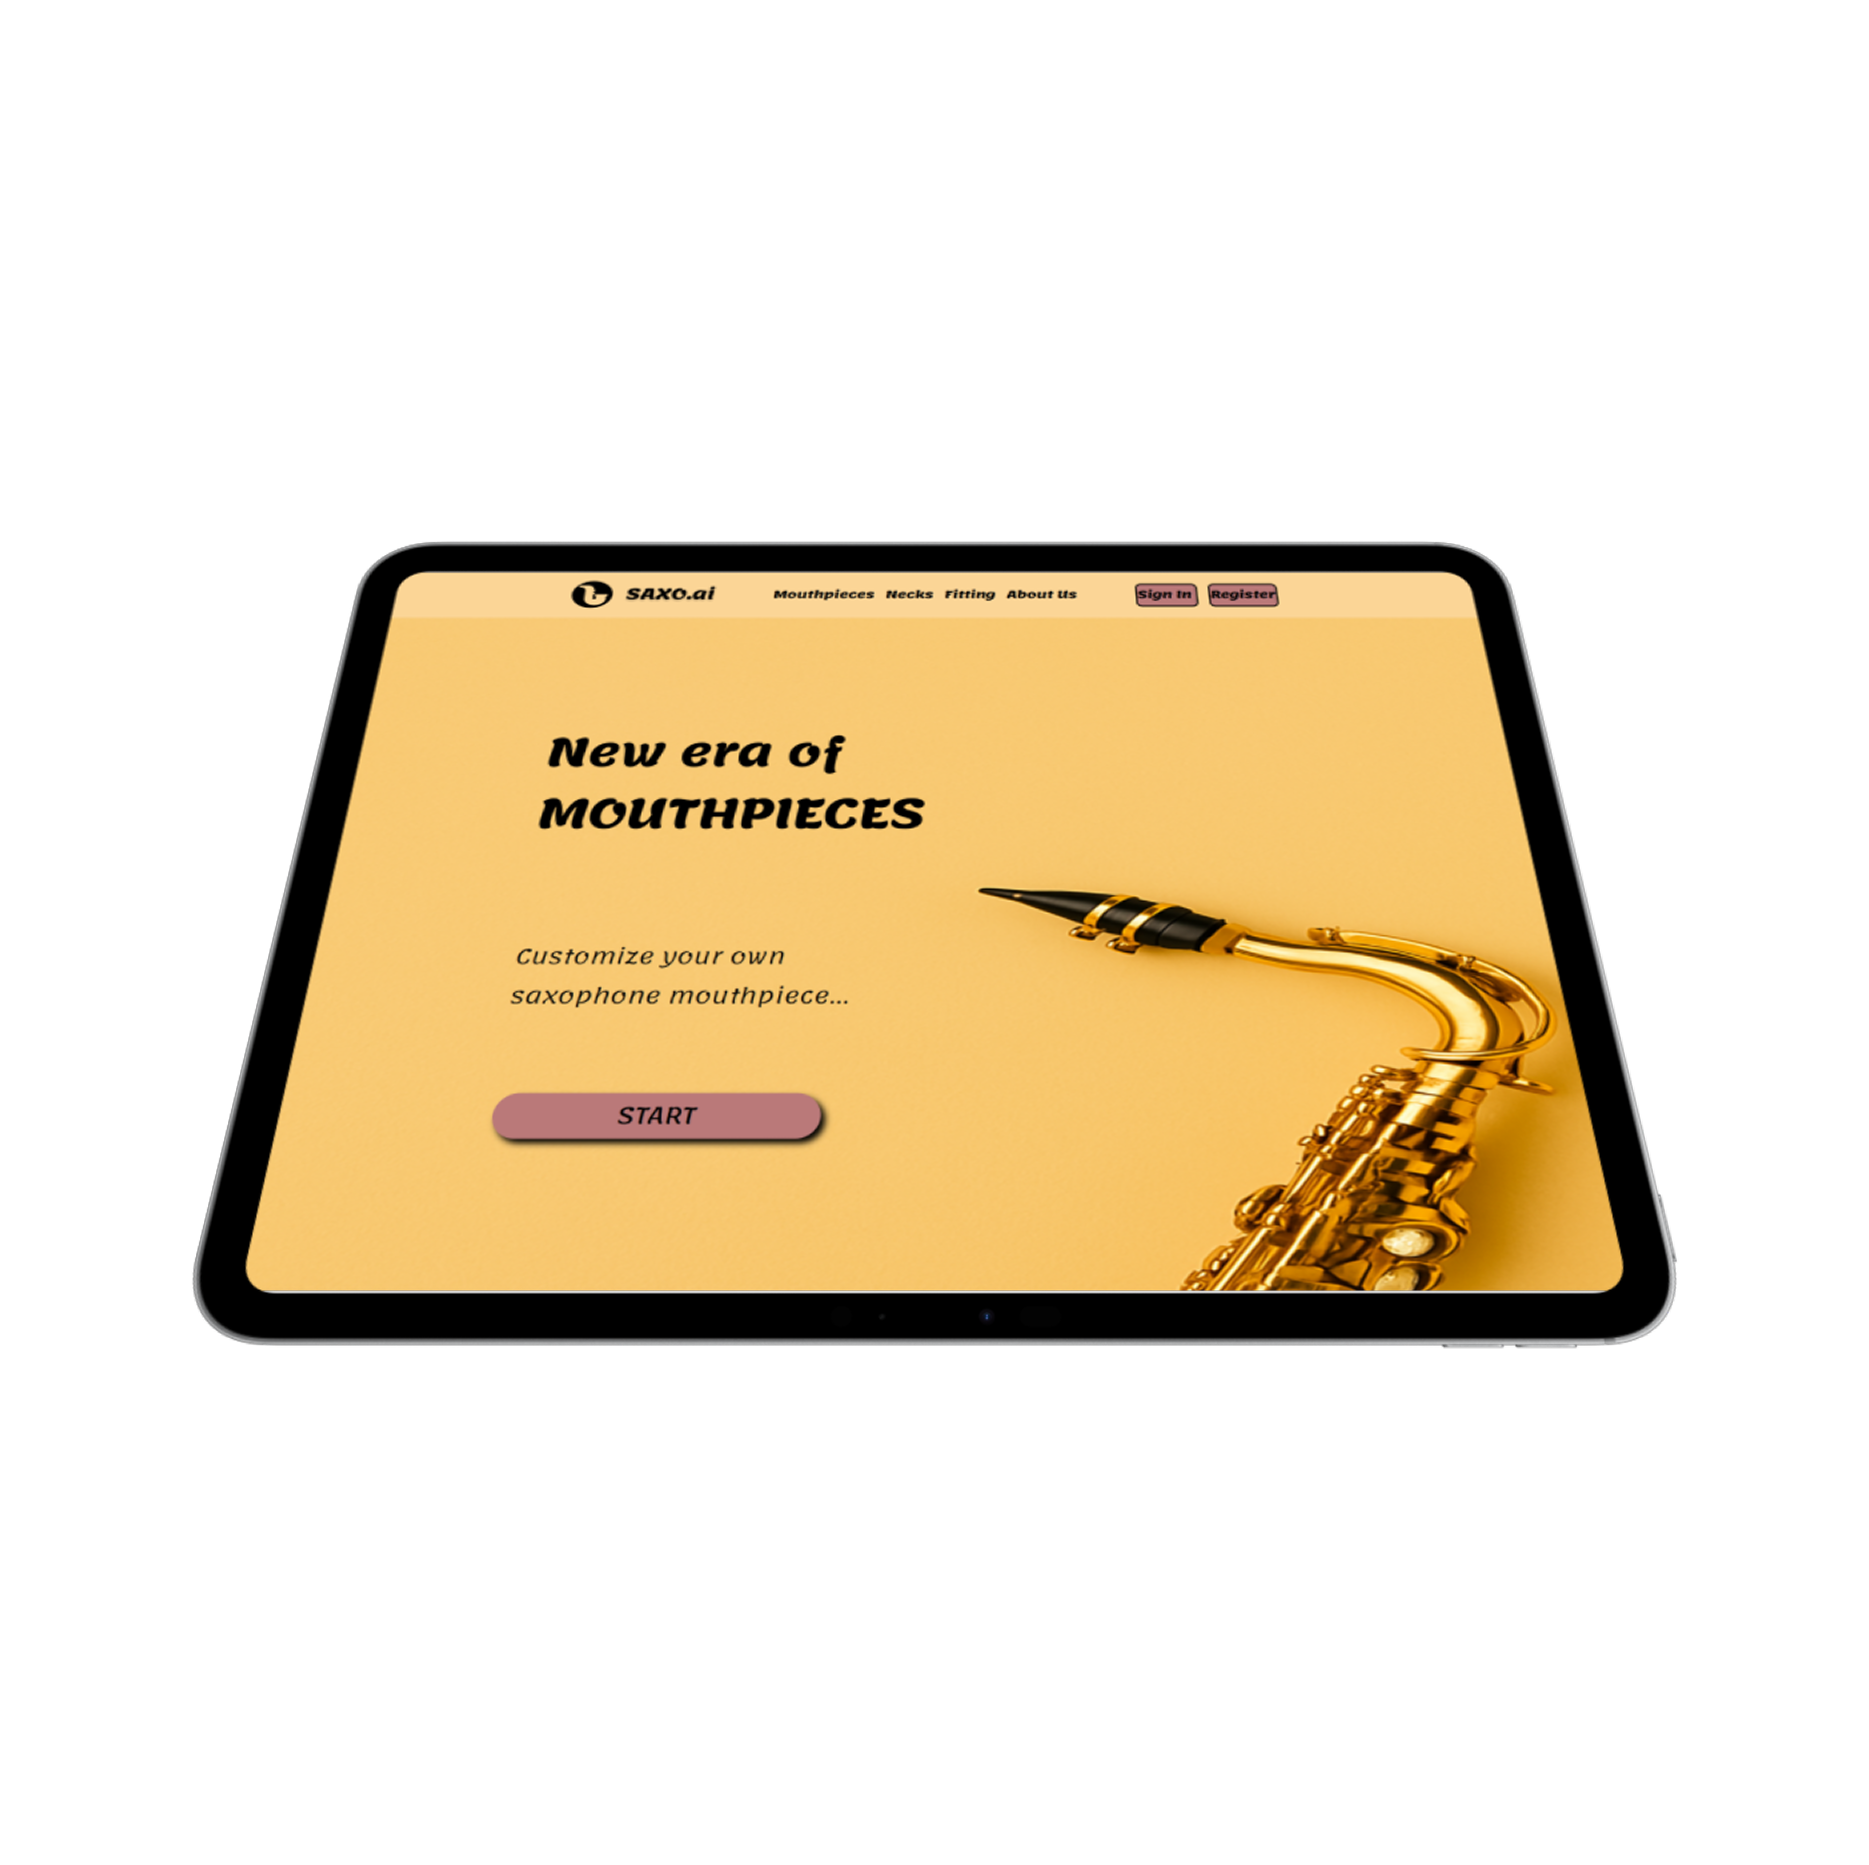 SAXO.ai Mouthpieces Necks Fitting About Us Sign In Register
New era of
MOUTHPIECES
Customize your own
saxophone mouthpiece...
START